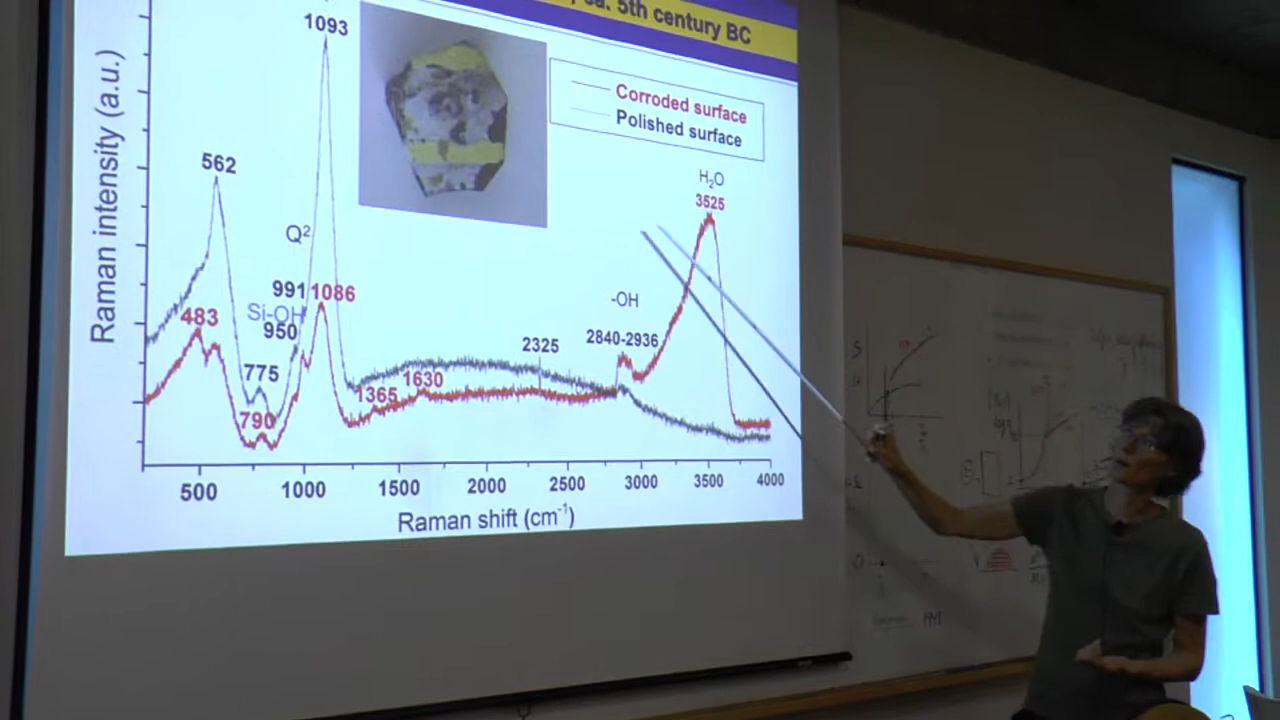 ca. 5th century BC
1093
Corroded surface
Polished surface
562
H₂O
3525
Q²
991
1086
-OH
Si-OH
483
950
2840-2936
2325
775
1630
1365
790
500 1000 1500 2000 2500 3000 3500 4000
Raman shift (cm⁻¹)
Raman intensity (a.u.)